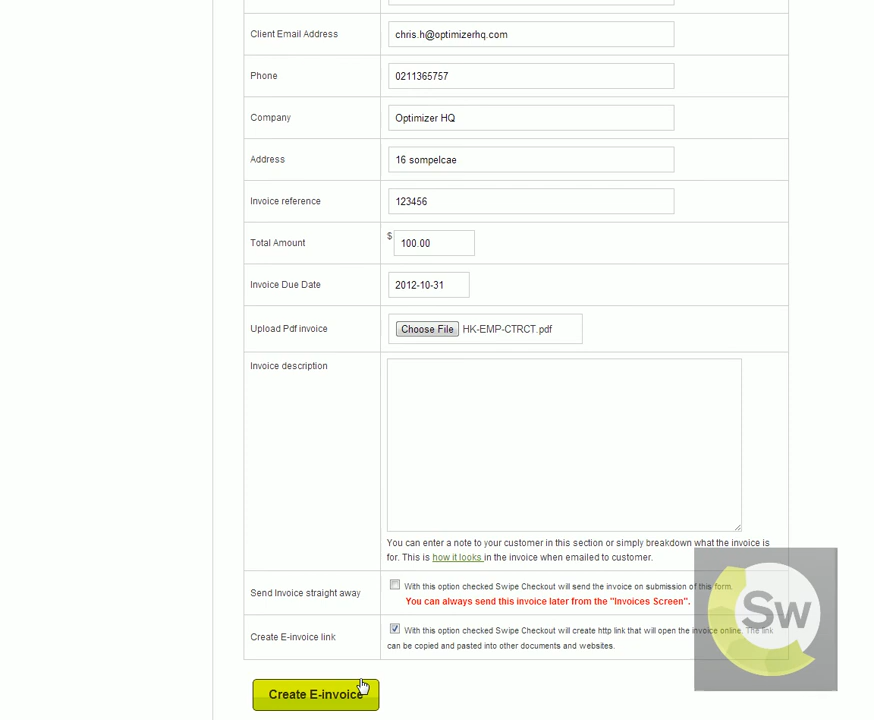 Client Email Address chris.h@optimizerhq.com
Phone 0211365757
Company Optimizer HQ
Address 16 sompelcae
Invoice reference 123456
Total Amount $ 100.00
Invoice Due Date 2012-10-31
Upload Pdf invoice Choose File HK-EMP-CTRCT.pdf
Invoice description
You can enter a note to your customer in this section or simply breakdown what the invoice is
for. This is how it looks in the invoice when emailed to customer.
Send Invoice straight away With this option checked Swipe Checkout will send the invoice on submission of this form.
You can always send this invoice later from the "Invoices Screen".
Create E-invoice link With this option checked Swipe Checkout will create http link that will open the invoice online. The link
can be copied and pasted into other documents and websites.
Sw
Create E-invoice